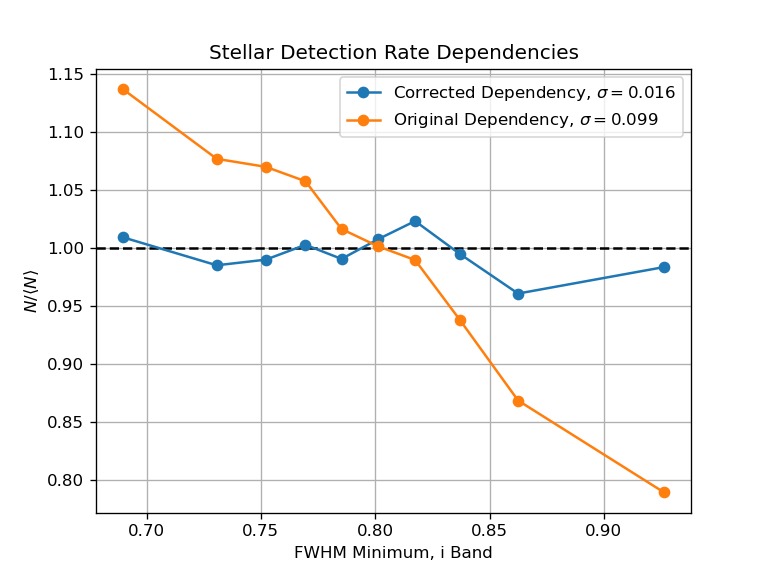 Stellar Detection Rate Dependencies
Corrected Dependency, σ = 0.016
Original Dependency, σ = 0.099
N/⟨N⟩
1.15
1.10
1.05
1.00
0.95
0.90
0.85
0.80
0.70 0.75 0.80 0.85 0.90
FWHM Minimum, i Band